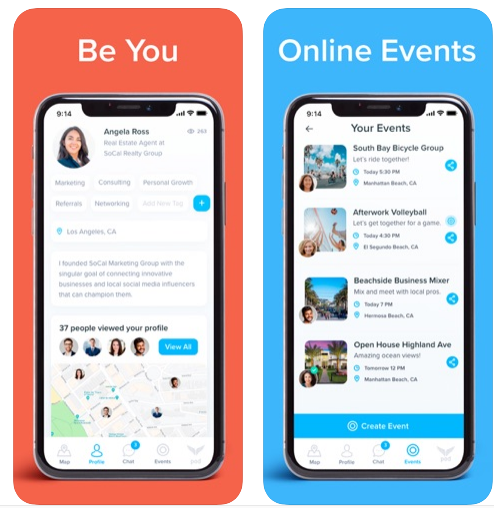 Be You
9:14
Angela Ross
263
Real Estate Agent at
SoCal Realty Group
Marketing
Consulting
Personal Growth
Referrals
Networking
Add New Tag
+
Los Angeles, CA
I founded SoCal Marketing Group with the
singular goal of connecting innovative
businesses and local social media influencers
that can champion them.
37 people viewed your profile
View All
Map
Profile
Chat
Events
Online Events
9:14
Your Events
South Bay Bicycle Group
Let's ride together!
Today 5:30 PM
Manhattan Beach, CA
Afterwork Volleyball
Let's get together for a game.
Today 4:30 PM
El Segundo Beach, CA
Beachside Business Mixer
Mix and meet with local pros.
Today 7 PM
Hermosa Beach, CA
Open House Highland Ave
Amazing ocean views!
Tomorrow 12 PM
Manhattan Beach, CA
Create Event
Map
Profile
Chat
Events